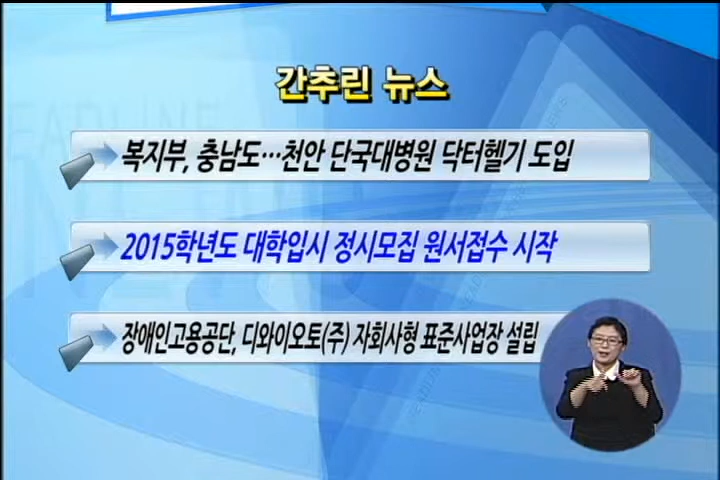 간추린 뉴스
복지부, 충남도…천안 단국대병원 닥터헬기 도입
2015학년도 대학입시 정시모집 원서접수 시작
장애인고용공단, 디와이오토(주) 자회사형 표준사업장 설립